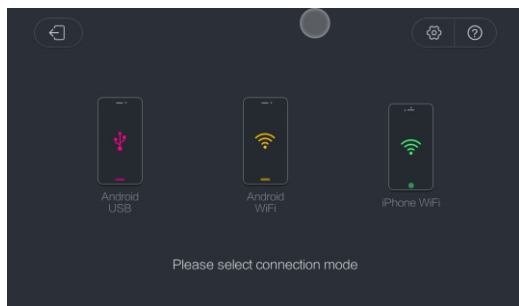 Android
USB
Android
WiFi
iPhone WiFi
Please select connection mode